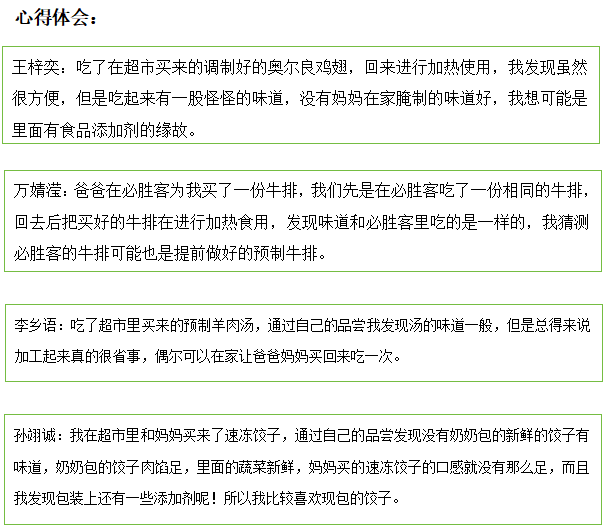 心得体会：
王梓奕：吃了在超市买来的调制好的奥尔良鸡翅，回来进行加热使用，我发现虽然
很方便，但是吃起来有一股怪怪的味道，没有妈妈在家腌制的味道好，我想可能是
里面有食品添加剂的缘故。
万婧滢：爸爸在必胜客为我买了一份牛排，我们先是在必胜客吃了一份相同的牛排，
回去后把买好的牛排在进行加热食用，发现味道和必胜客里吃的是一样的，我猜测
必胜客的牛排可能也是提前做好的预制牛排。
李乡语：吃了超市里买来的预制羊肉汤，通过自己的品尝我发现汤的味道一般，但是总得来说
加工起来真的很省事，偶尔可以在家让爸爸妈妈买回来吃一次。
孙翊诚：我在超市里和妈妈买来了速冻饺子，通过自己的品尝发现没有奶奶包的新鲜的饺子有
味道，奶奶包的饺子肉馅足，里面的蔬菜新鲜，妈妈买的速冻饺子的口感就没有那么足，而且
我发现包装上还有一些添加剂呢！所以我比较喜欢现包的饺子。